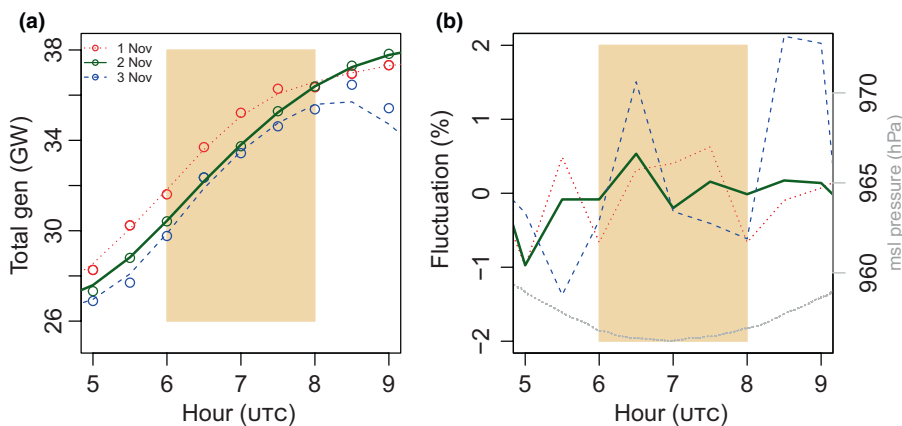 (a)
Total gen (GW)
38
34
30
26
1 Nov
2 Nov
3 Nov
5 6 7 8 9
Hour (UTC)
(b)
Fluctuation (%)
2
1
0
−1
−2
970
965
960
msl pressure (hPa)
5 6 7 8 9
Hour (UTC)